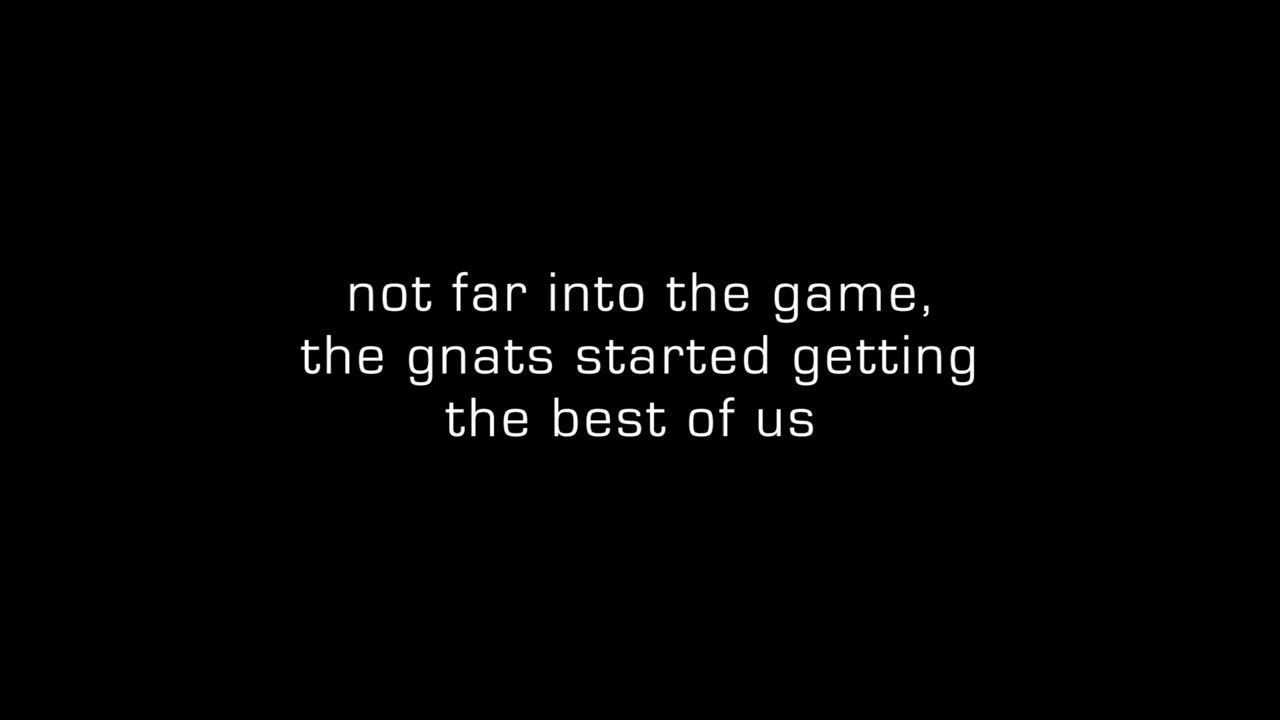 not far into the game,
the gnats started getting
the best of us